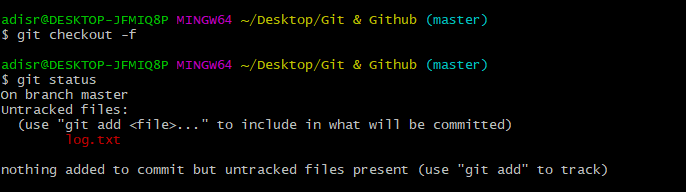 adisr@DESKTOP-JFMIQ8P MINGW64 ~/Desktop/Git & Github (master)
$ git checkout -f
adisr@DESKTOP-JFMIQ8P MINGW64 ~/Desktop/Git & Github (master)
$ git status
On branch master
Untracked files:
  (use "git add <file>..." to include in what will be committed)
        log.txt
nothing added to commit but untracked files present (use "git add" to track)